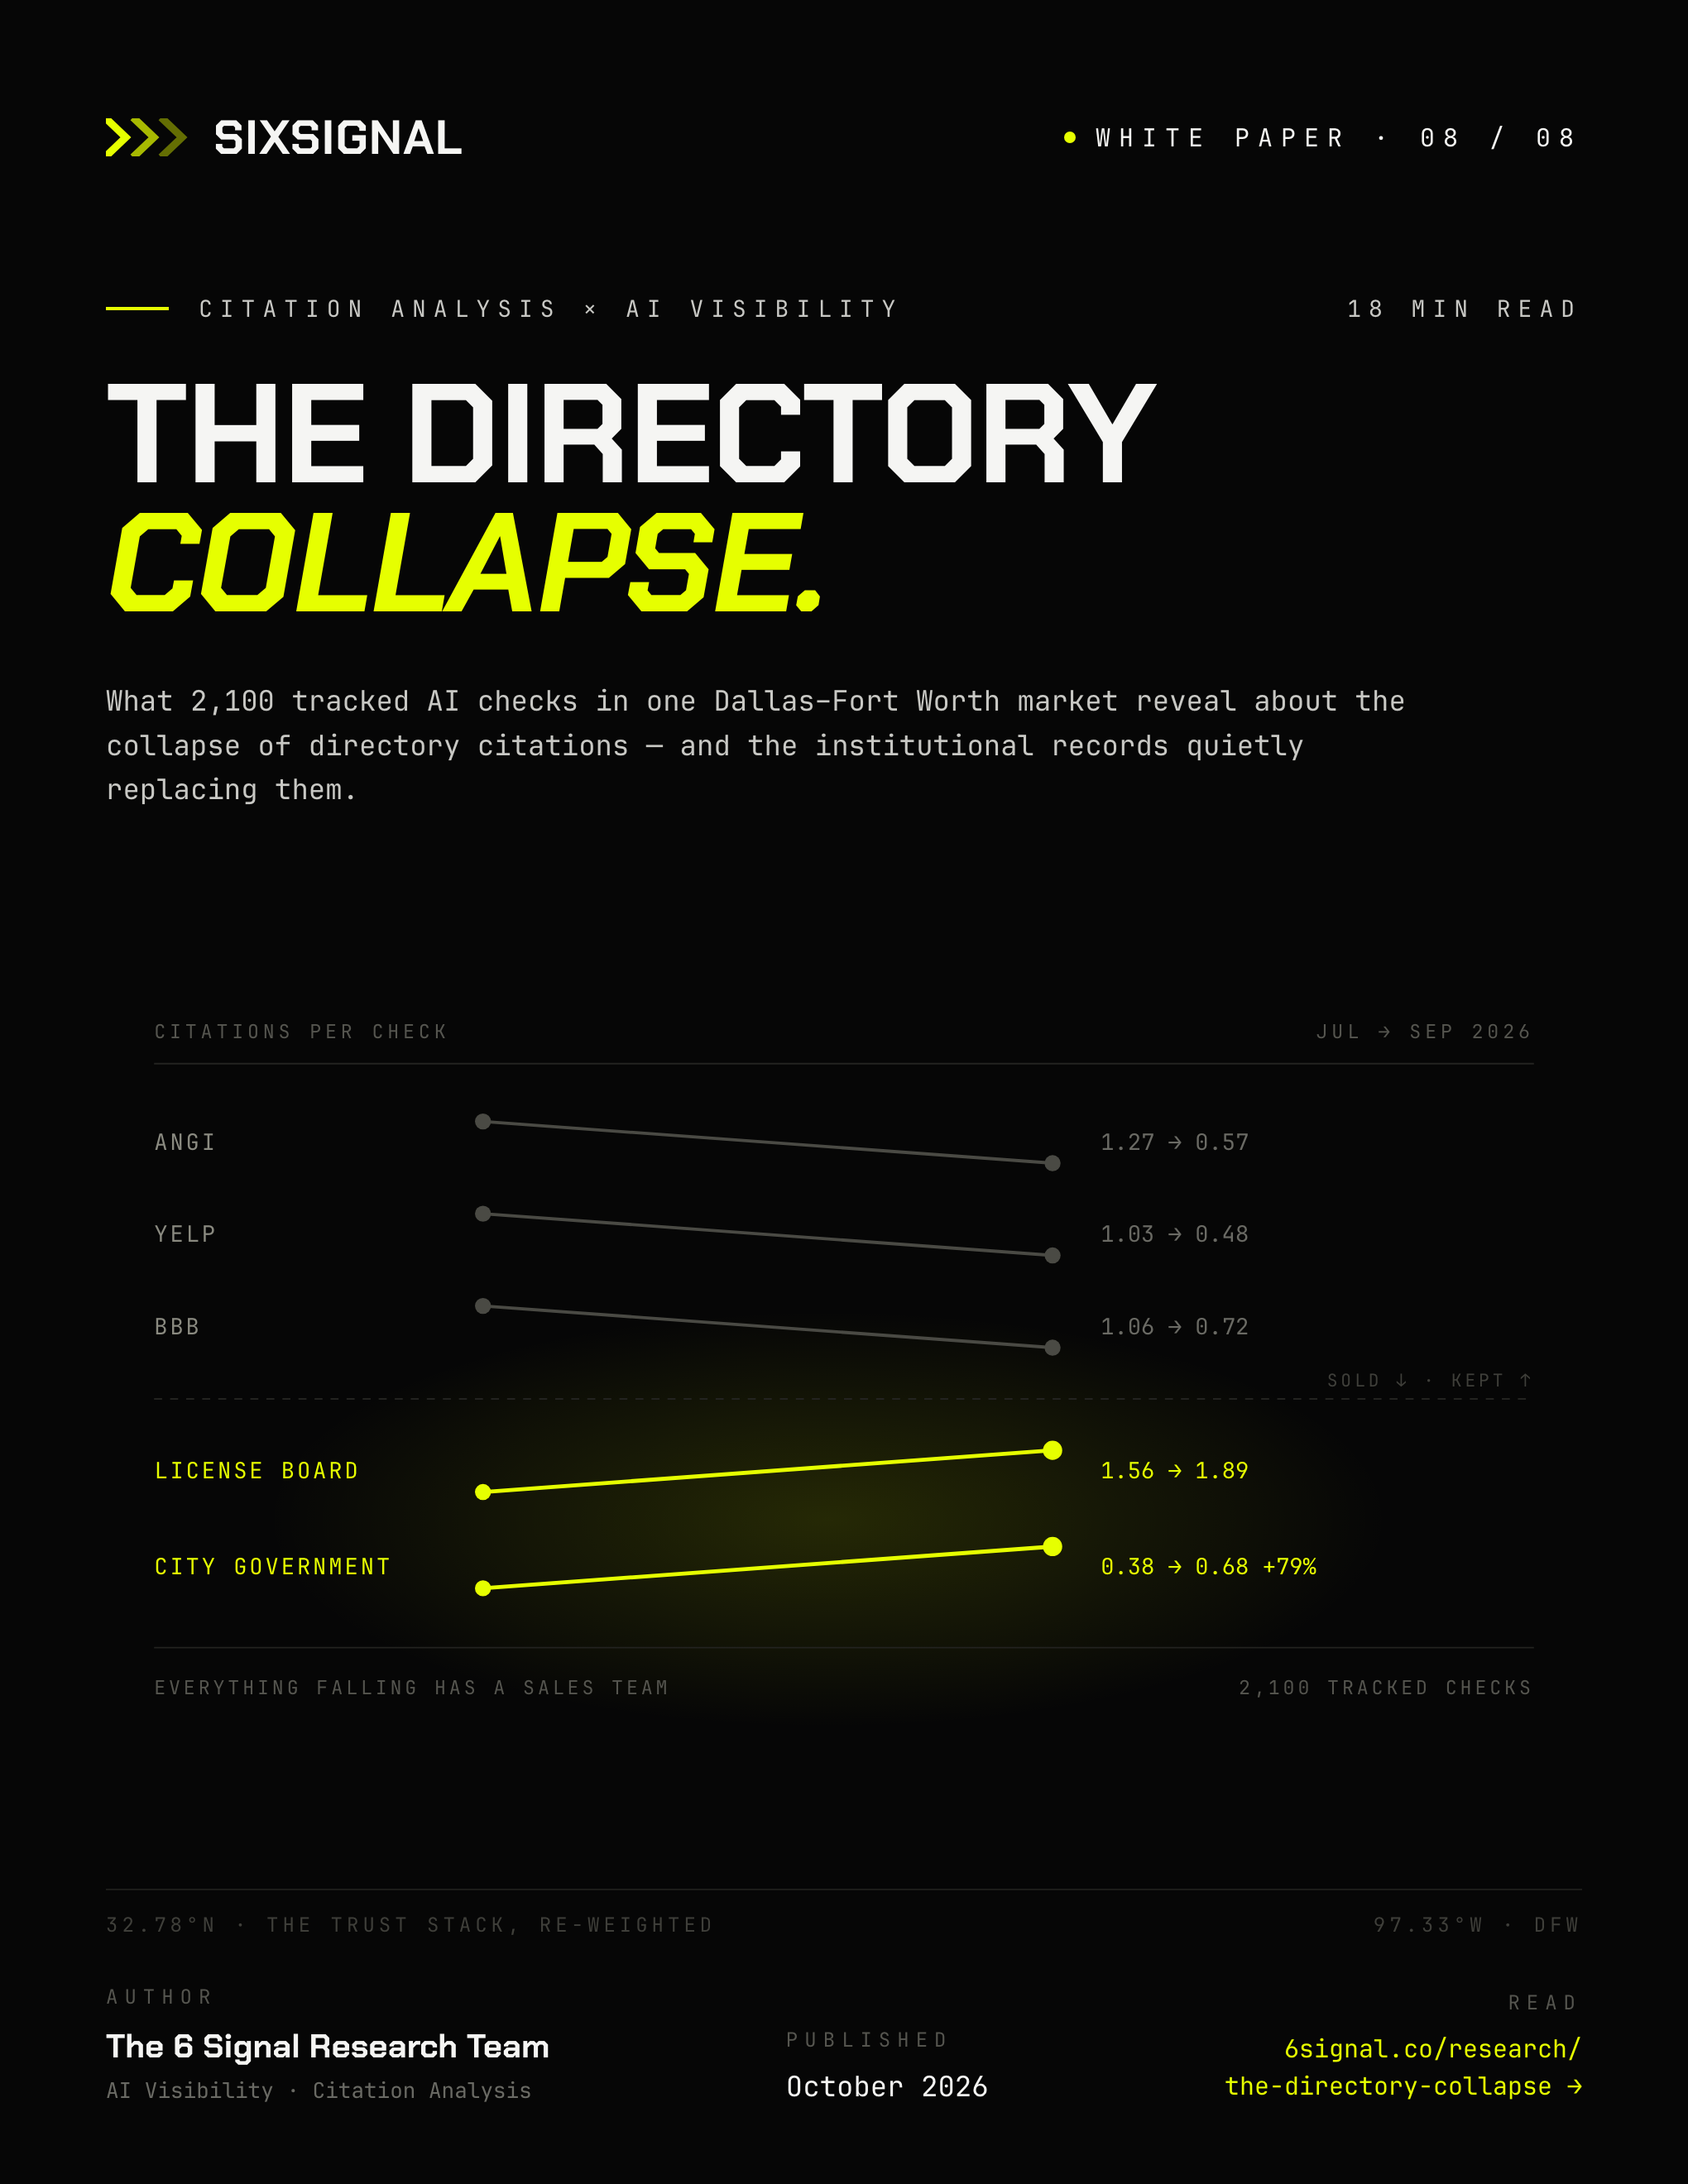 SIXSIGNAL
WHITE PAPER · 08 / 08
CITATION ANALYSIS × AI VISIBILITY
18 MIN READ
THE DIRECTORY
COLLAPSE.
What 2,100 tracked AI checks in one Dallas–Fort Worth market reveal about the
collapse of directory citations — and the institutional records quietly
replacing them.
CITATIONS PER CHECK
JUL → SEP 2026
ANGI
1.27 → 0.57
YELP
1.03 → 0.48
BBB
1.06 → 0.72
SOLD ↓ · KEPT ↑
LICENSE BOARD
1.56 → 1.89
CITY GOVERNMENT
0.38 → 0.68 +79%
EVERYTHING FALLING HAS A SALES TEAM
2,100 TRACKED CHECKS
32.78°N · THE TRUST STACK, RE-WEIGHTED
97.33°W · DFW
AUTHOR
The 6 Signal Research Team
AI Visibility · Citation Analysis
PUBLISHED
October 2026
READ
6signal.co/research/
the-directory-collapse →